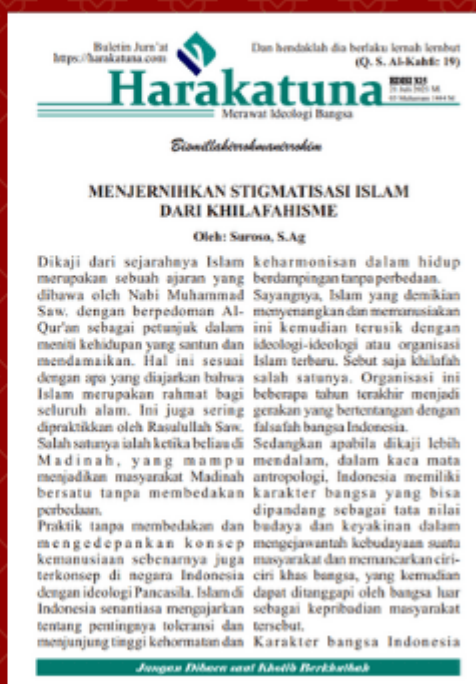 Buletin Jum'at
https://harakatuna.com
Dan hendaklah dia berlaku lemah lembut
(Q. S. Al-Kahfi: 19)
Harakatuna
Merawat Ideologi Bangsa
EDISI
Bismillahirrohmanirrohim
MENJERNIHKAN STIGMATISASI ISLAM
DARI KHILAFAHISME
Oleh: Suroso, S.Ag
Dikaji dari sejarahnya Islam
merupakan sebuah ajaran yang
dibawa oleh Nabi Muhammad
Saw. dengan berpedoman Al-
Qur'an sebagai petunjuk dalam
meniti kehidupan yang santun dan
mendamaikan. Hal ini sesuai
dengan apa yang diajarkan bahwa
Islam merupakan rahmat bagi
seluruh alam. Ini juga sering
dipraktikkan oleh Rasulullah Saw.
Salah satunya ialah ketika beliau di
Madinah, yang mampu
menjadikan masyarakat Madinah
bersatu tanpa membedakan
perbedaan.
Praktik tanpa membedakan dan
mengedepankan konsep
kemanusiaan sebenarnya juga
terkonsep di negara Indonesia
dengan ideologi Pancasila. Islam di
Indonesia senantiasa mengajarkan
tentang pentingnya toleransi dan
menjunjung tinggi kehormatan dan
keharmonisan dalam hidup
berdampingan tanpa perbedaan.
Sayangnya, Islam yang demikian
menyenangkan dan memanusiakan
ini kemudian terusik dengan
ideologi-ideologi atau organisasi
Islam terbaru. Sebut saja khilafah
salah satunya. Organisasi ini
beberapa tahun terakhir menjadi
gerakan yang bertentangan dengan
falsafah bangsa Indonesia.
Sedangkan apabila dikaji lebih
mendalam, dalam kaca mata
antropologi, Indonesia memiliki
karakter bangsa yang bisa
dipandang sebagai tata nilai
budaya dan keyakinan dalam
mengejawantah kebudayaan suatu
masyarakat dan memancarkan ciri-
ciri khas bangsa, yang kemudian
dapat ditanggapi oleh bangsa luar
sebagai kepribadian masyarakat
tersebut.
Karakter bangsa Indonesia
Jangan Dibaca saat Khotib Berkhutbah